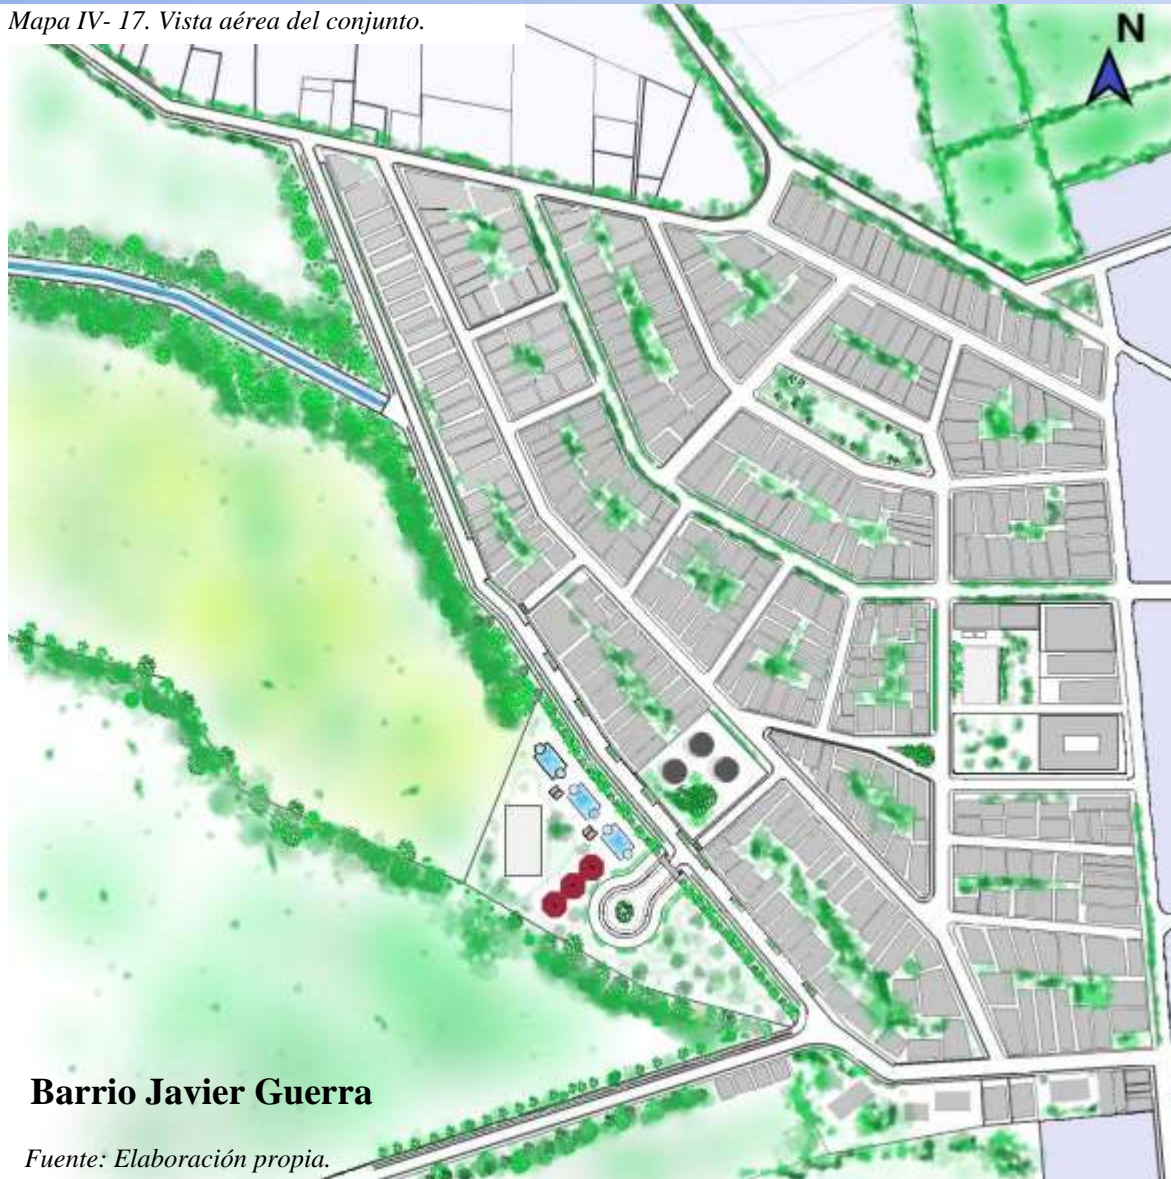 Mapa IV- 17. Vista aérea del conjunto.
N
Barrio Javier Guerra
Fuente: Elaboración propia.